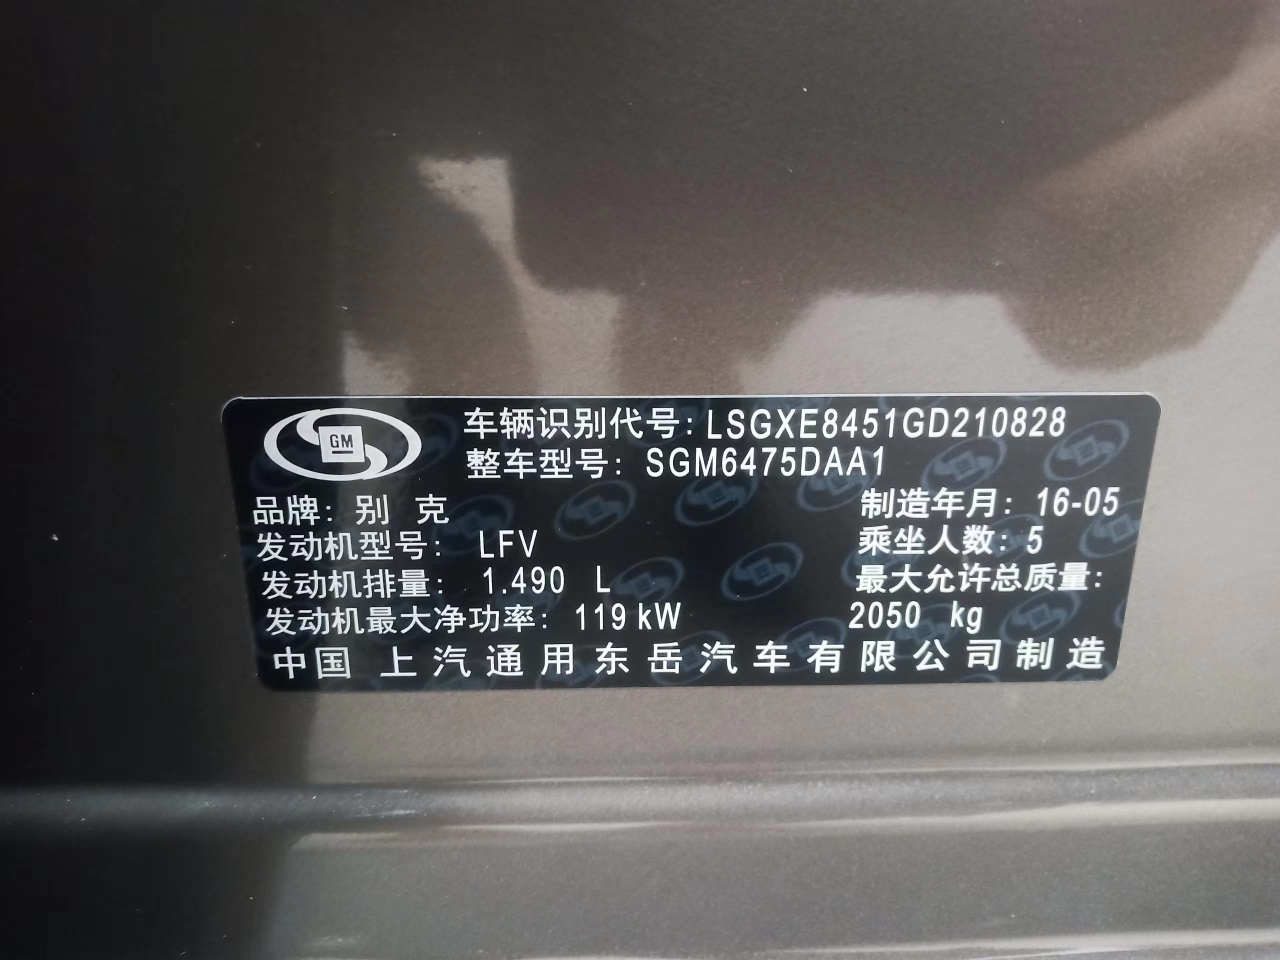 GM
车辆识别代号: LSGXE8451GD210828
整车型号: SGM6475DAA1
品牌: 别 克 制造年月: 16-05
发动机型号: LFV 乘坐人数: 5
发动机排量: 1.490 L 最大允许总质量:
发动机最大净功率: 119 kW 2050 kg
中国 上汽通用东岳汽车有限公司制造